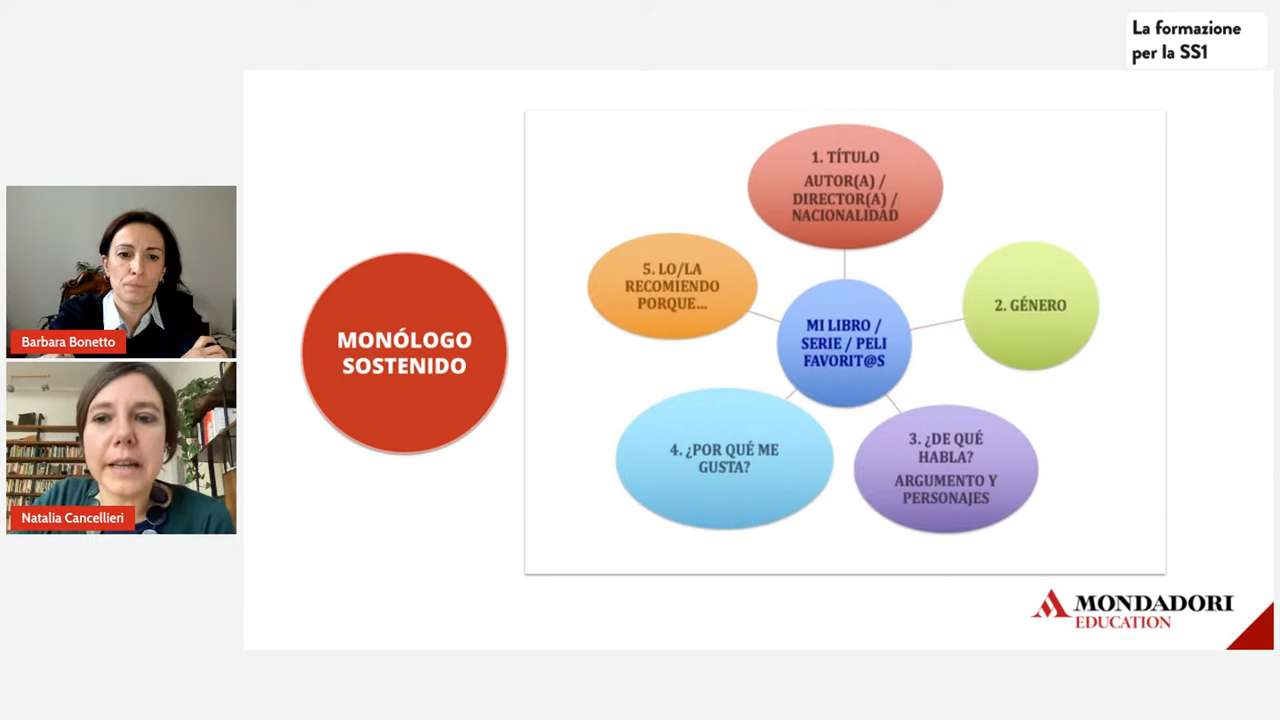 La formazione
per la SS1
Barbara Bonetto
Natalia Cancellieri
MONÓLOGO
SOSTENIDO
1. TÍTULO
AUTOR(A) /
DIRECTOR(A) /
NACIONALIDAD
2. GÉNERO
3. ¿DE QUÉ
HABLA?
ARGUMENTO Y
PERSONAJES
4. ¿POR QUÉ ME
GUSTA?
5. LO/LA
RECOMIENDO
PORQUE...
MI LIBRO /
SERIE / PELI
FAVORIT@S
MONDADORI
EDUCATION